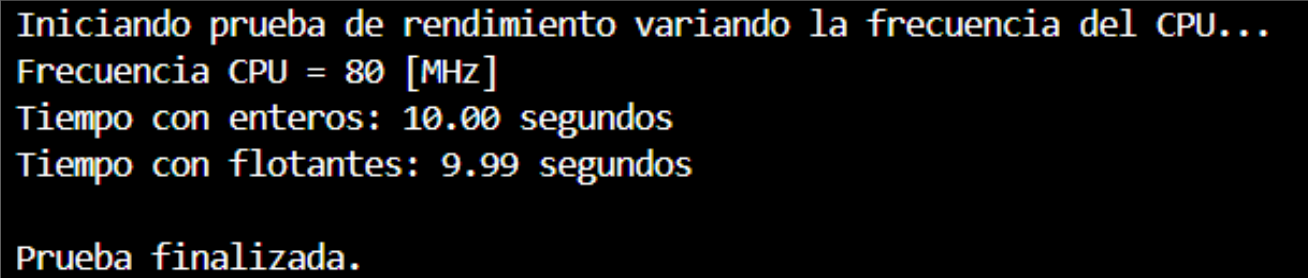 Iniciando prueba de rendimiento variando la frecuencia del CPU...
Frecuencia CPU = 80 [MHz]
Tiempo con enteros: 10.00 segundos
Tiempo con flotantes: 9.99 segundos
Prueba finalizada.